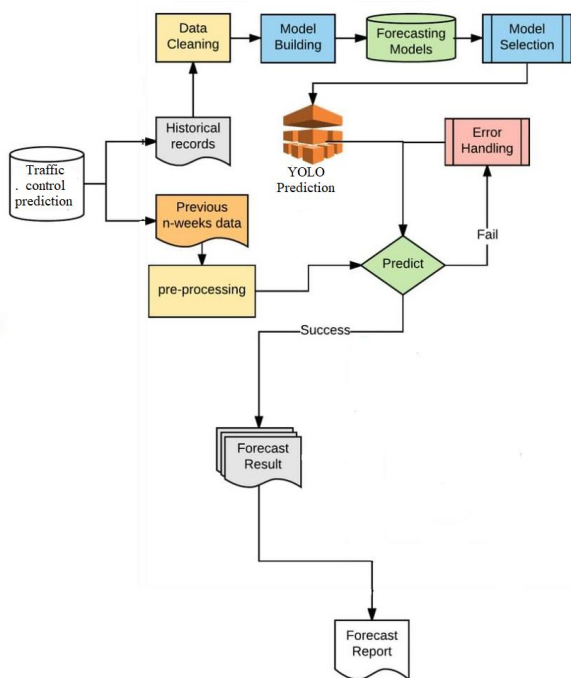 Data
Cleaning
Model
Building
Forecasting
Models
Model
Selection
Historical
records
YOLO
Prediction
Error
Handling
Traffic
. control
prediction
Previous
n-weeks data
Fail
Predict
pre-processing
Success
Forecast
Result
Forecast
Report